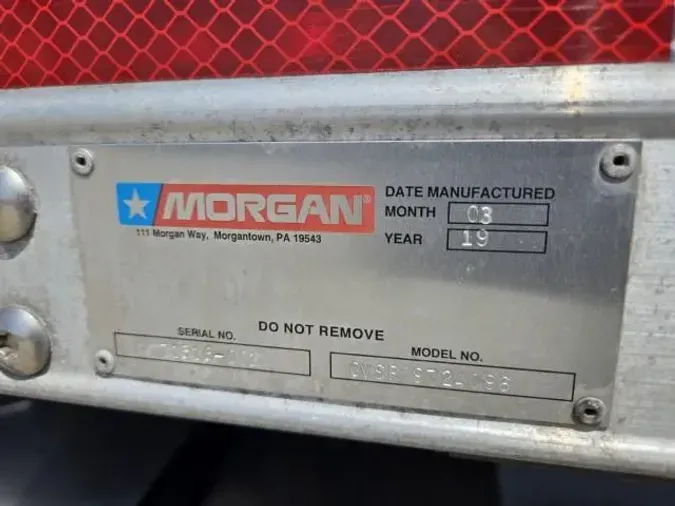 MORGAN®
111 Morgan Way, Morgantown, PA 19543
DATE MANUFACTURED
MONTH 03
YEAR 19
DO NOT REMOVE
SERIAL NO.
MODEL NO.